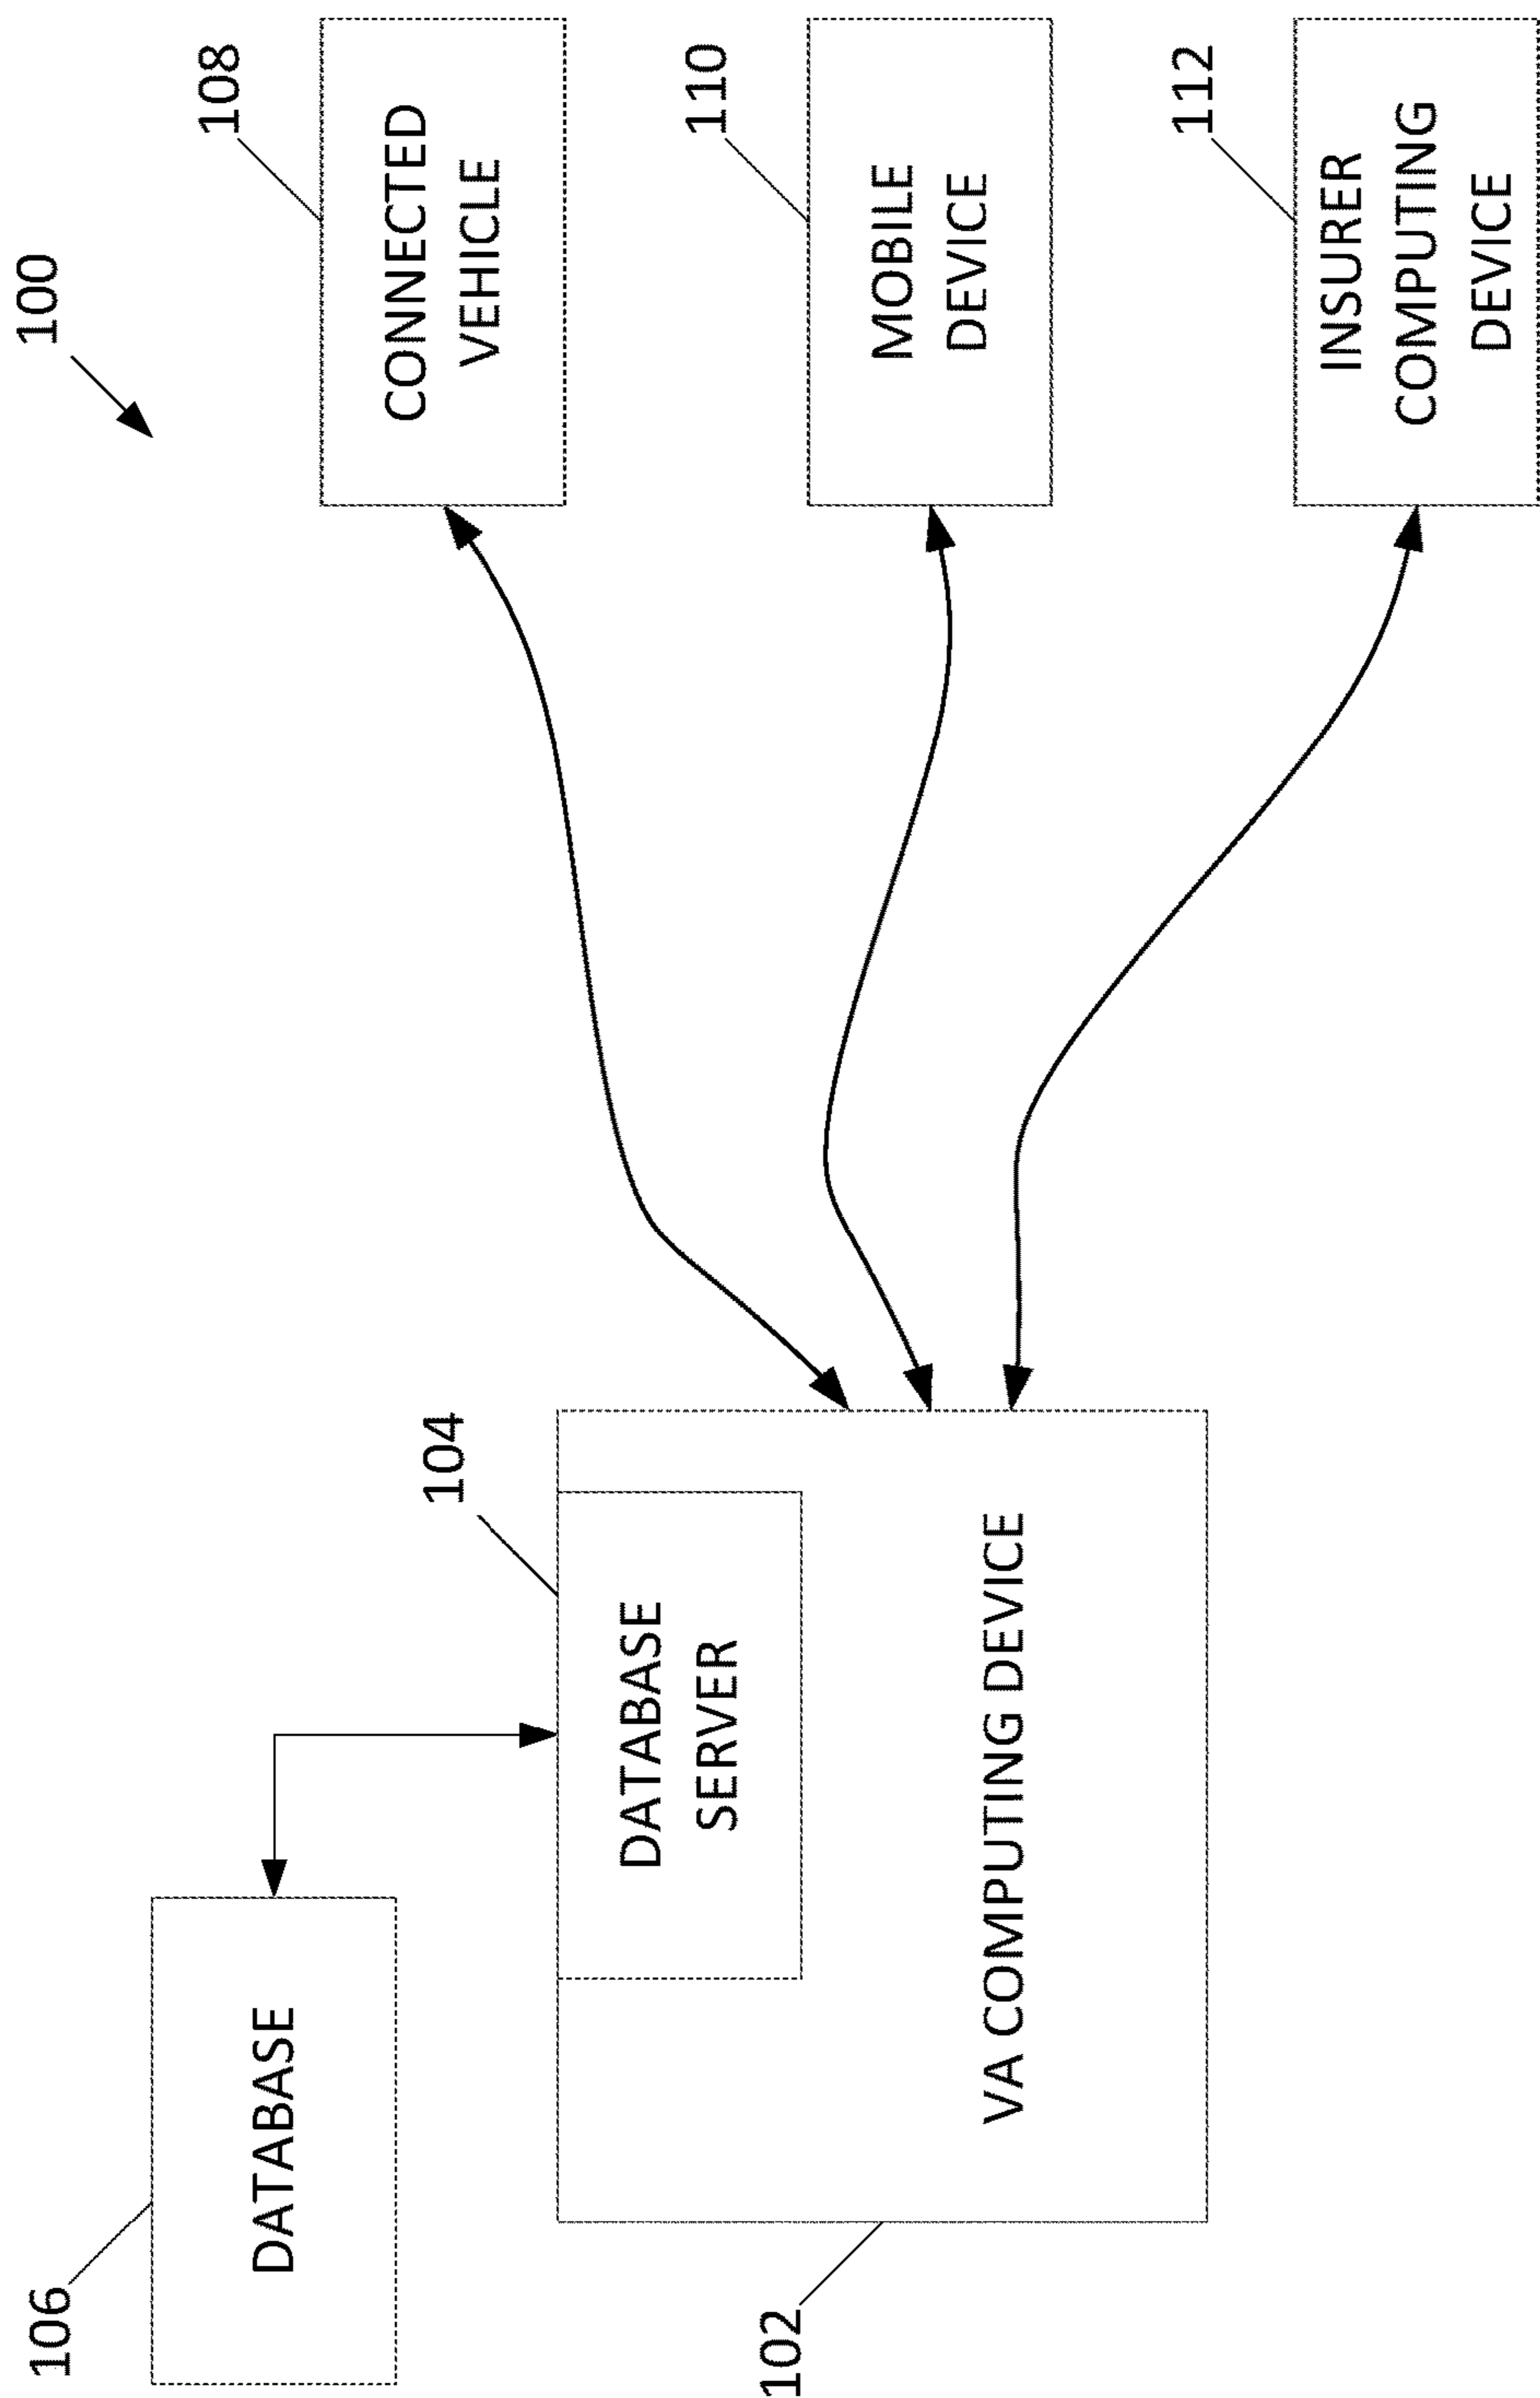 100
106
DATABASE
104
DATABASE
SERVER
VA COMPUTING DEVICE
102
108
CONNECTED
VEHICLE
110
MOBILE
DEVICE
112
INSURER
COMPUTING
DEVICE